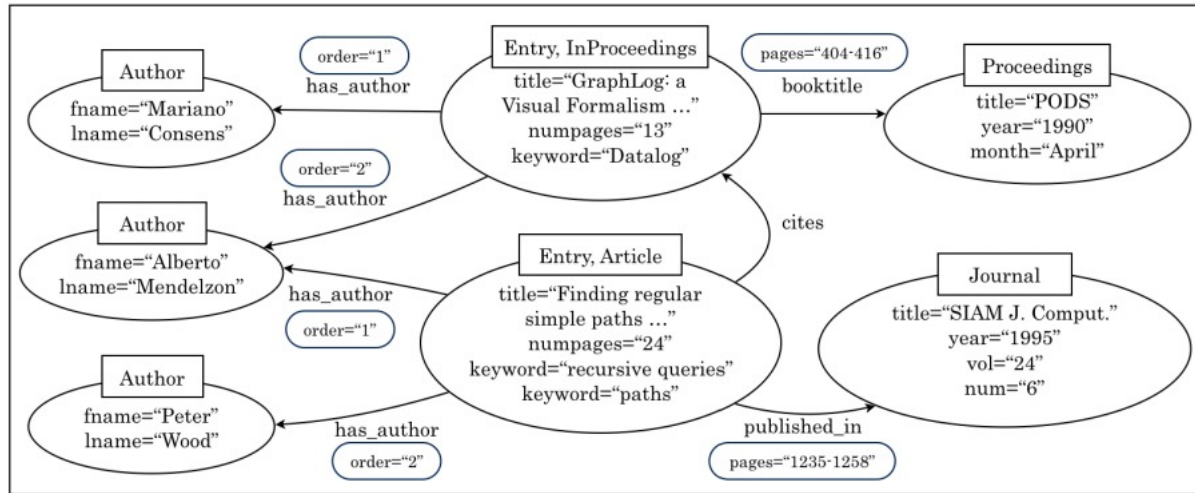 order=“1”
has_author
Author
fname=“Mariano”
lname=“Consens”
Entry, InProceedings
title=“GraphLog: a
Visual Formalism ...”
numpages=“13”
keyword=“Datalog”
pages=“404-416”
booktitle
Proceedings
title=“PODS”
year=“1990”
month=“April”
order=“2”
has_author
Author
fname=“Alberto”
lname=“Mendelzon”
has_author
order=“1”
cites
Entry, Article
title=“Finding regular
simple paths ...”
numpages=“24”
keyword=“recursive queries”
keyword=“paths”
Journal
title=“SIAM J. Comput.”
year=“1995”
vol=“24”
num=“6”
Author
fname=“Peter”
lname=“Wood”
has_author
order=“2”
published_in
pages=“1235-1258”